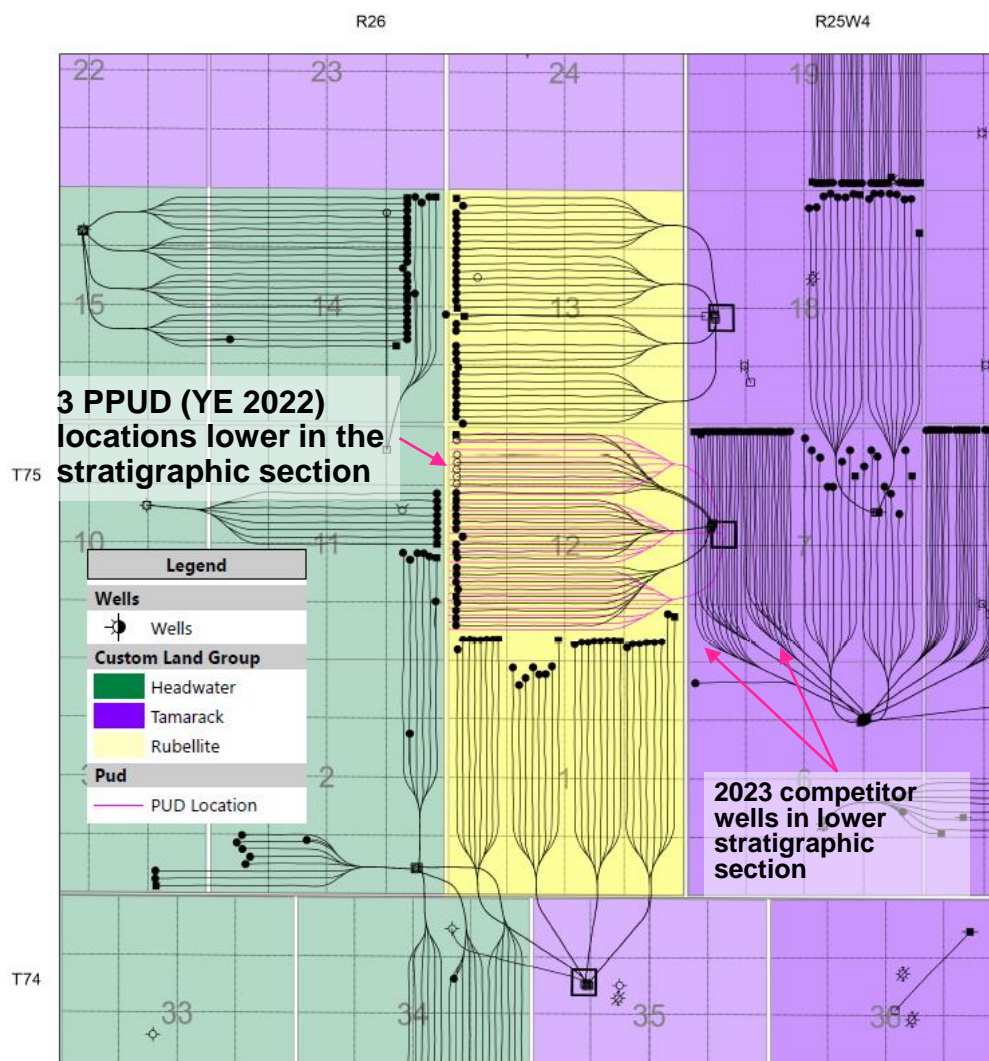 R26
R25W4
22
23
24
19
15
14
13
18
3 PPUD (YE 2022)
locations lower in the
stratigraphic section
T75
10
11
12
7
Legend
Wells
Wells
Custom Land Group
Headwater
Tamarack
Rubellite
Pud
PUD Location
3
2
1
6
2023 competitor
wells in lower
stratigraphic
section
T74
33
34
35
36